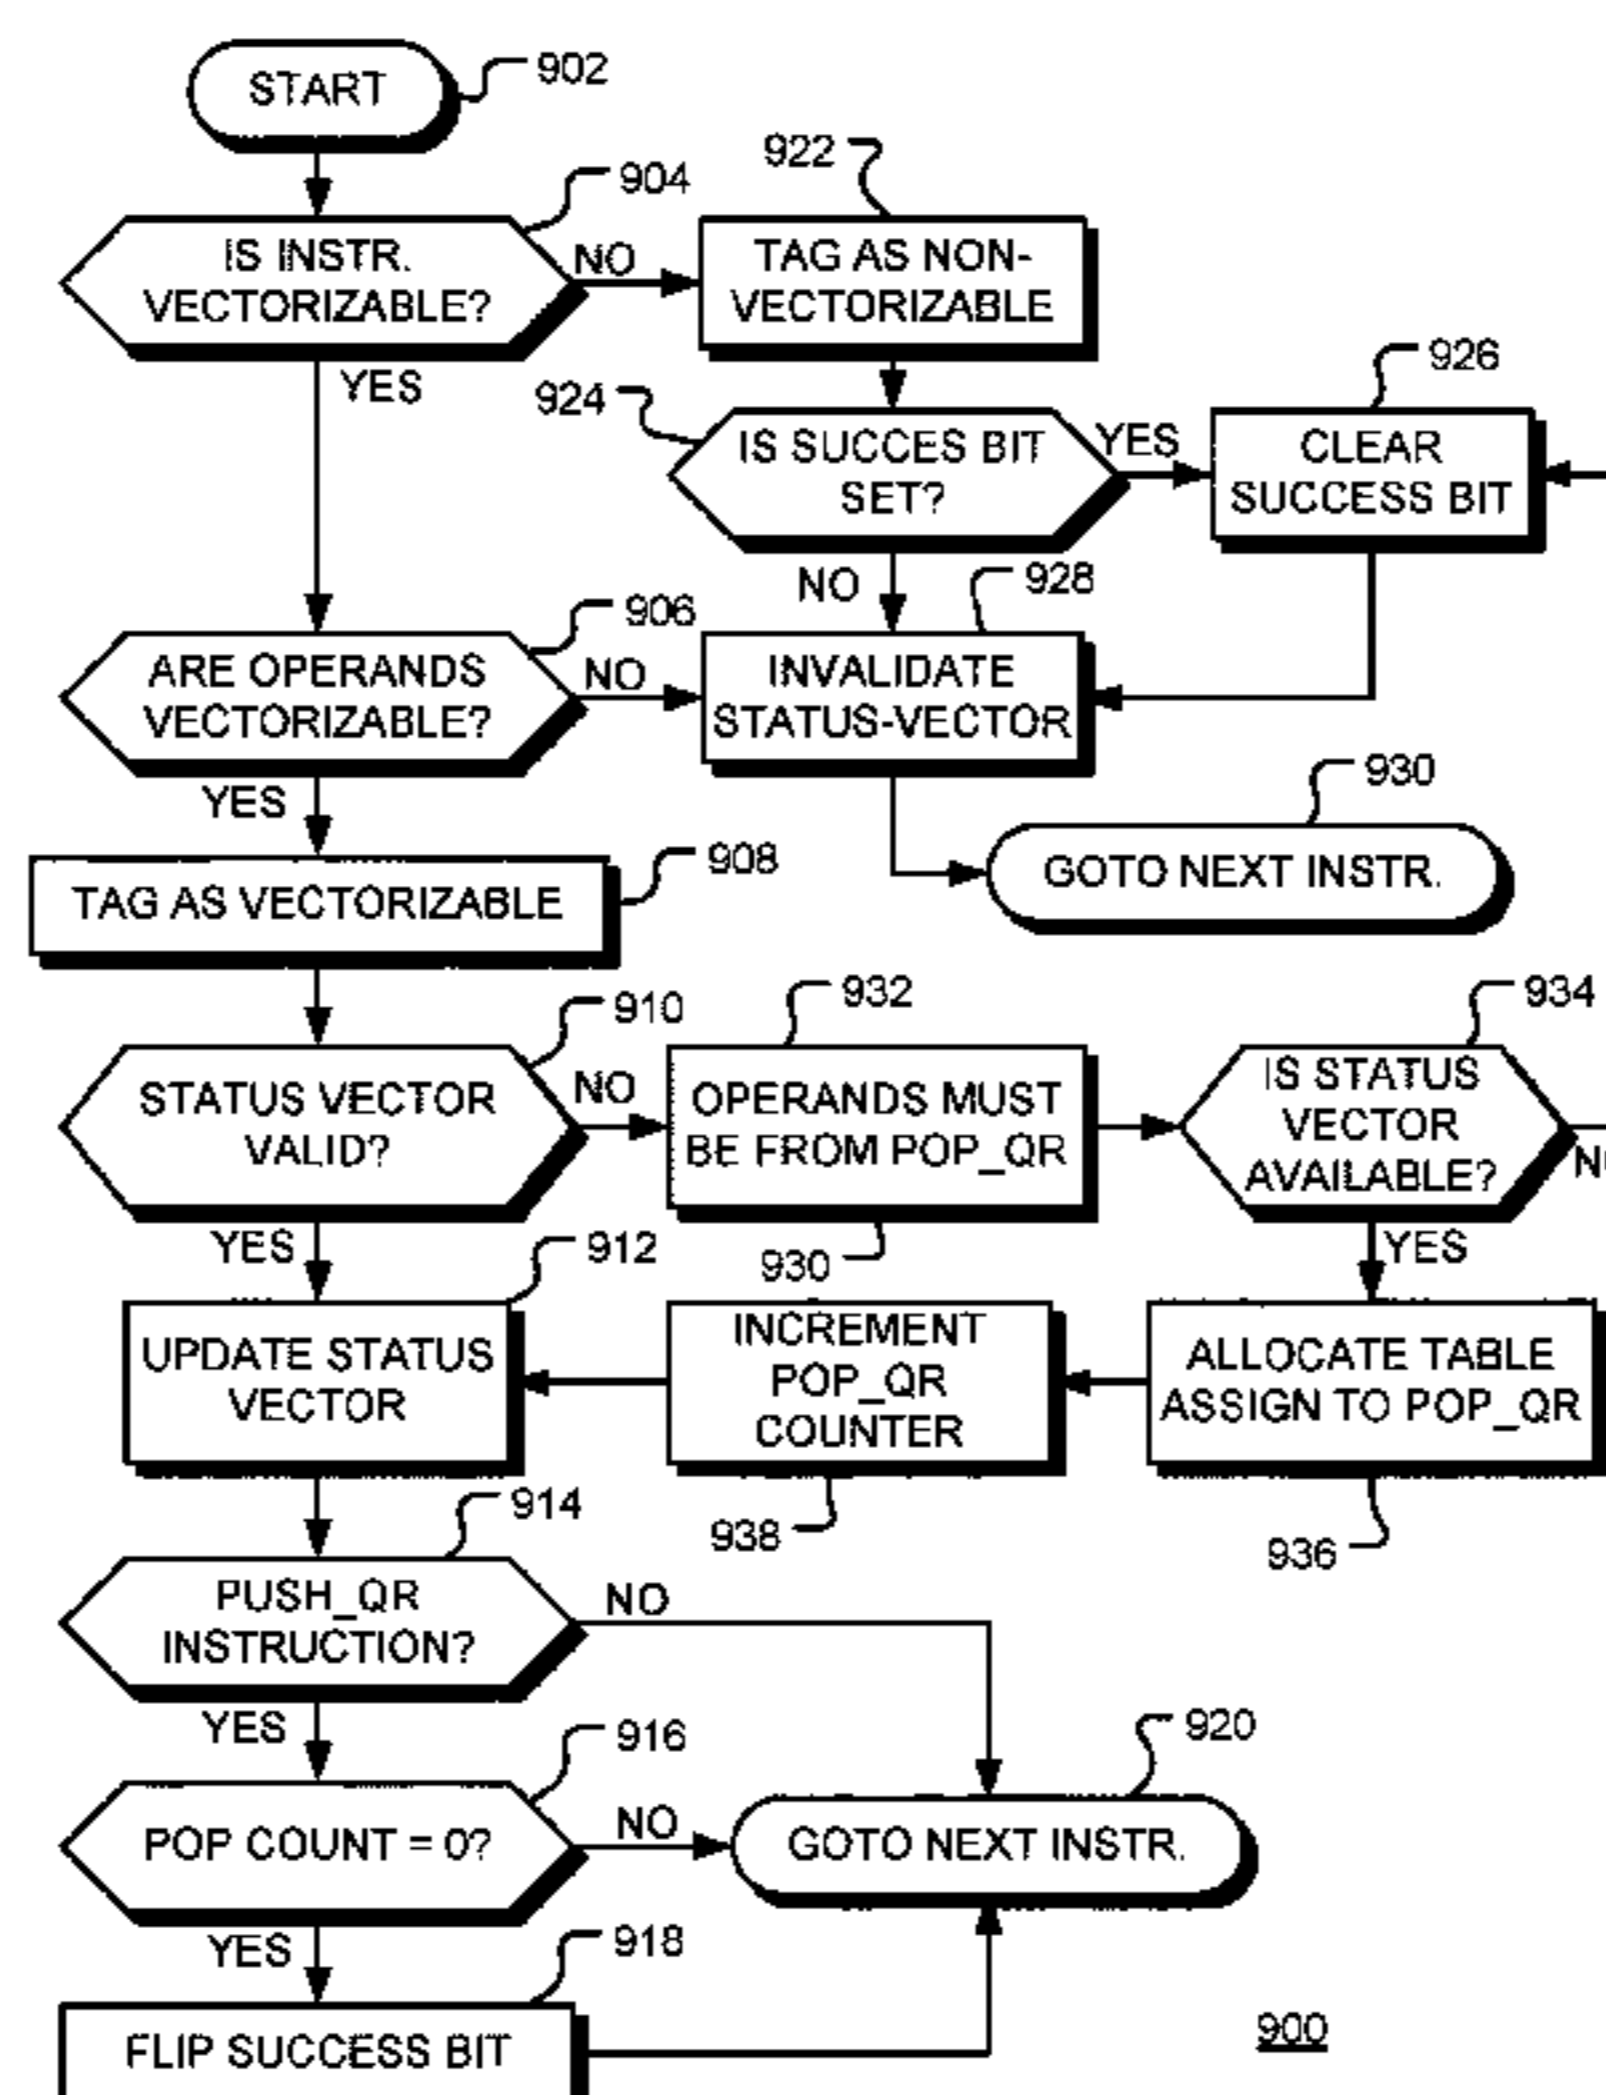 START
902
904
922
IS INSTR.
VECTORIZABLE?
NO
TAG AS NON-
VECTORIZABLE
YES
924
926
IS SUCCES BIT
SET?
YES
CLEAR
SUCCESS BIT
NO
928
906
ARE OPERANDS
VECTORIZABLE?
NO
INVALIDATE
STATUS-VECTOR
930
YES
GOTO NEXT INSTR.
908
TAG AS VECTORIZABLE
910
932
934
STATUS VECTOR
VALID?
NO
OPERANDS MUST
BE FROM POP_QR
IS STATUS
VECTOR
AVAILABLE?
YES
912
930
YES
UPDATE STATUS
VECTOR
INCREMENT
POP_QR
COUNTER
ALLOCATE TABLE
ASSIGN TO POP_QR
914
938
936
PUSH_QR
INSTRUCTION?
NO
YES
916
920
POP COUNT = 0?
NO
GOTO NEXT INSTR.
YES
918
FLIP SUCCESS BIT
900